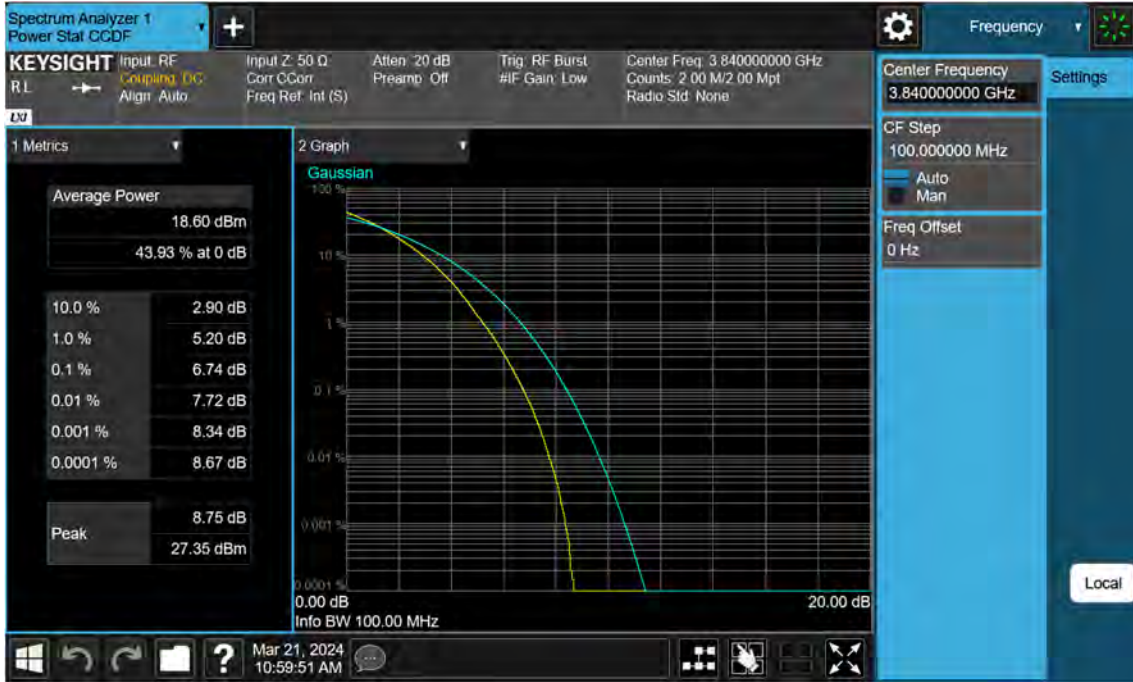 Spectrum Analyzer 1
Power Stat CCDF
Frequency
KEYSIGHT
R L
LXI
Input: RF
Coupling: DC
Align: Auto
Input Z: 50 Ω
Corr CCorr
Freq Ref: Int (S)
Atten: 20 dB
Preamp: Off
Trig: RF Burst
#IF Gain: Low
Center Freq: 3.840000000 GHz
Counts: 2.00 M/2.00 Mpt
Radio Std: None
Center Frequency
3.840000000 GHz
Settings
CF Step
100.000000 MHz
Auto
Man
Freq Offset
0 Hz
1 Metrics
Average Power
18.60 dBm
43.93 % at 0 dB
10.0 % 2.90 dB
1.0 % 5.20 dB
0.1 % 6.74 dB
0.01 % 7.72 dB
0.001 % 8.34 dB
0.0001 % 8.67 dB
Peak
8.75 dB
27.35 dBm
2 Graph
Gaussian
100 %
10 %
1 %
0.1 %
0.01 %
0.001 %
0.0001 %
0.00 dB 20.00 dB
Info BW 100.00 MHz
Local
? Mar 21, 2024
10:59:51 AM